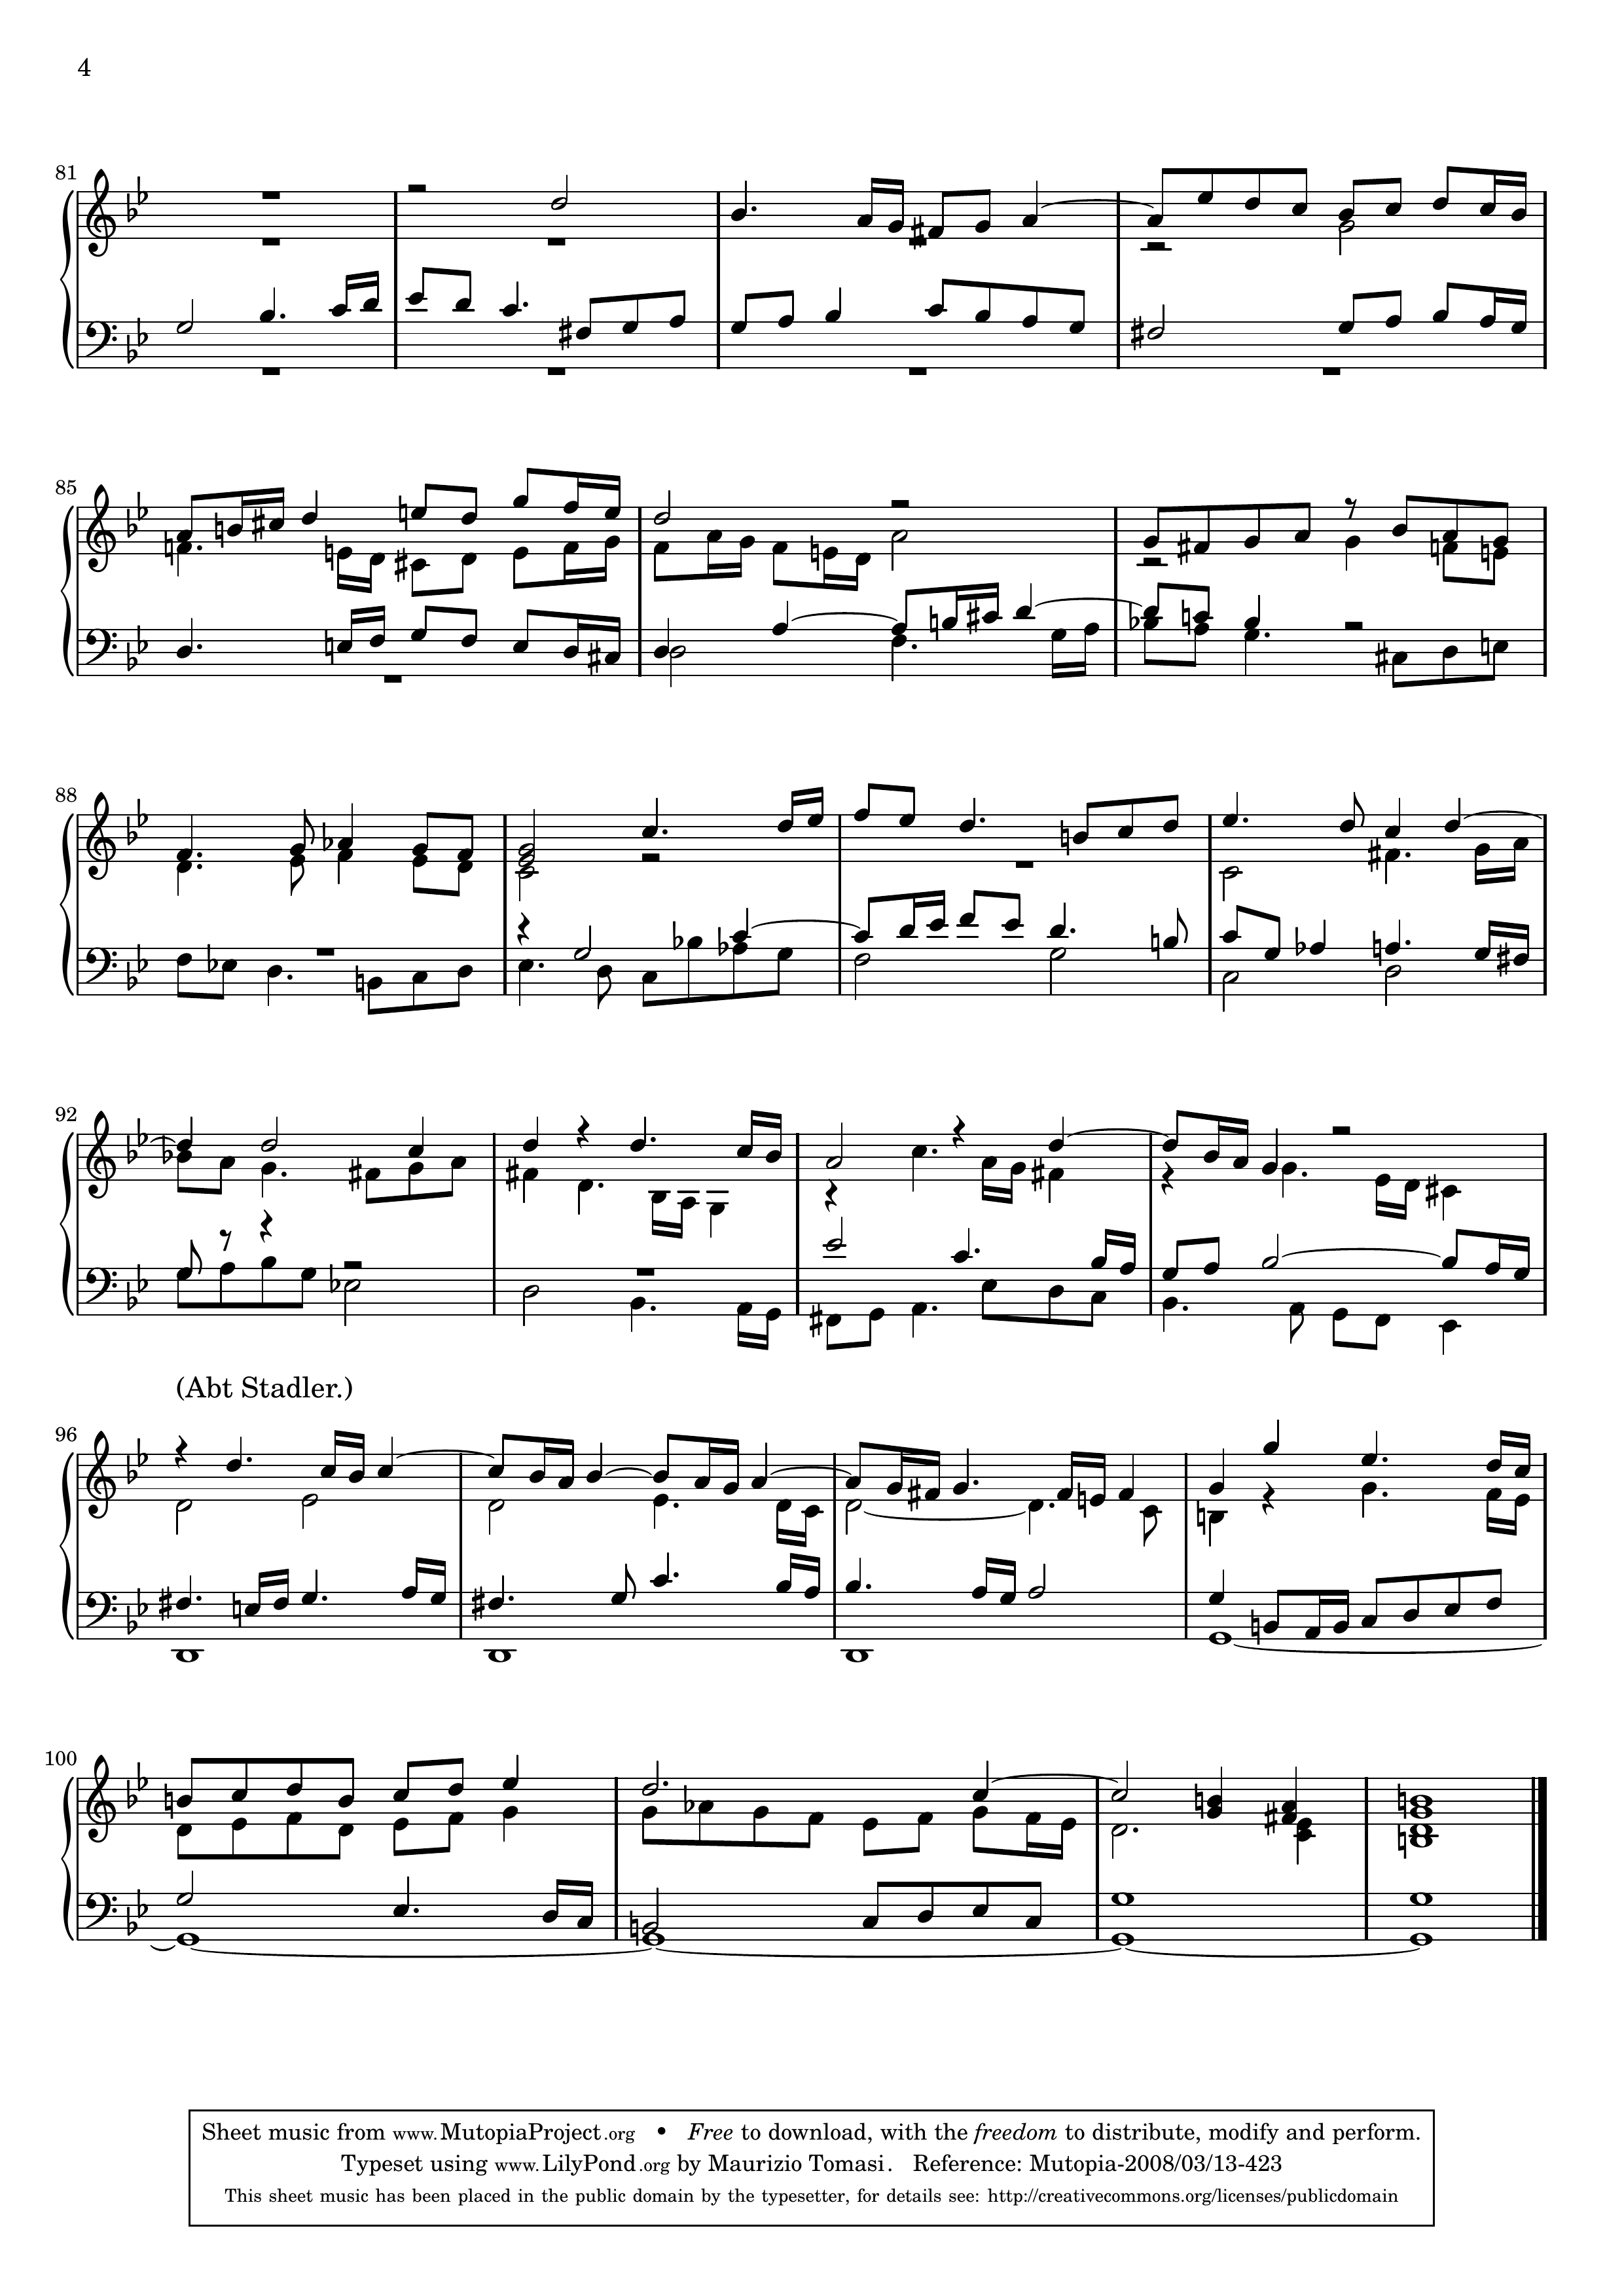 4
81
85
88
92
(Abt Stadler.)
96
100
Sheet music from www.MutopiaProject.org • Free to download, with the freedom to distribute, modify and perform.
Typeset using www.LilyPond.org by Maurizio Tomasi. Reference: Mutopia-2008/03/13-423
This sheet music has been placed in the public domain by the typesetter, for details see: http://creativecommons.org/licenses/publicdomain